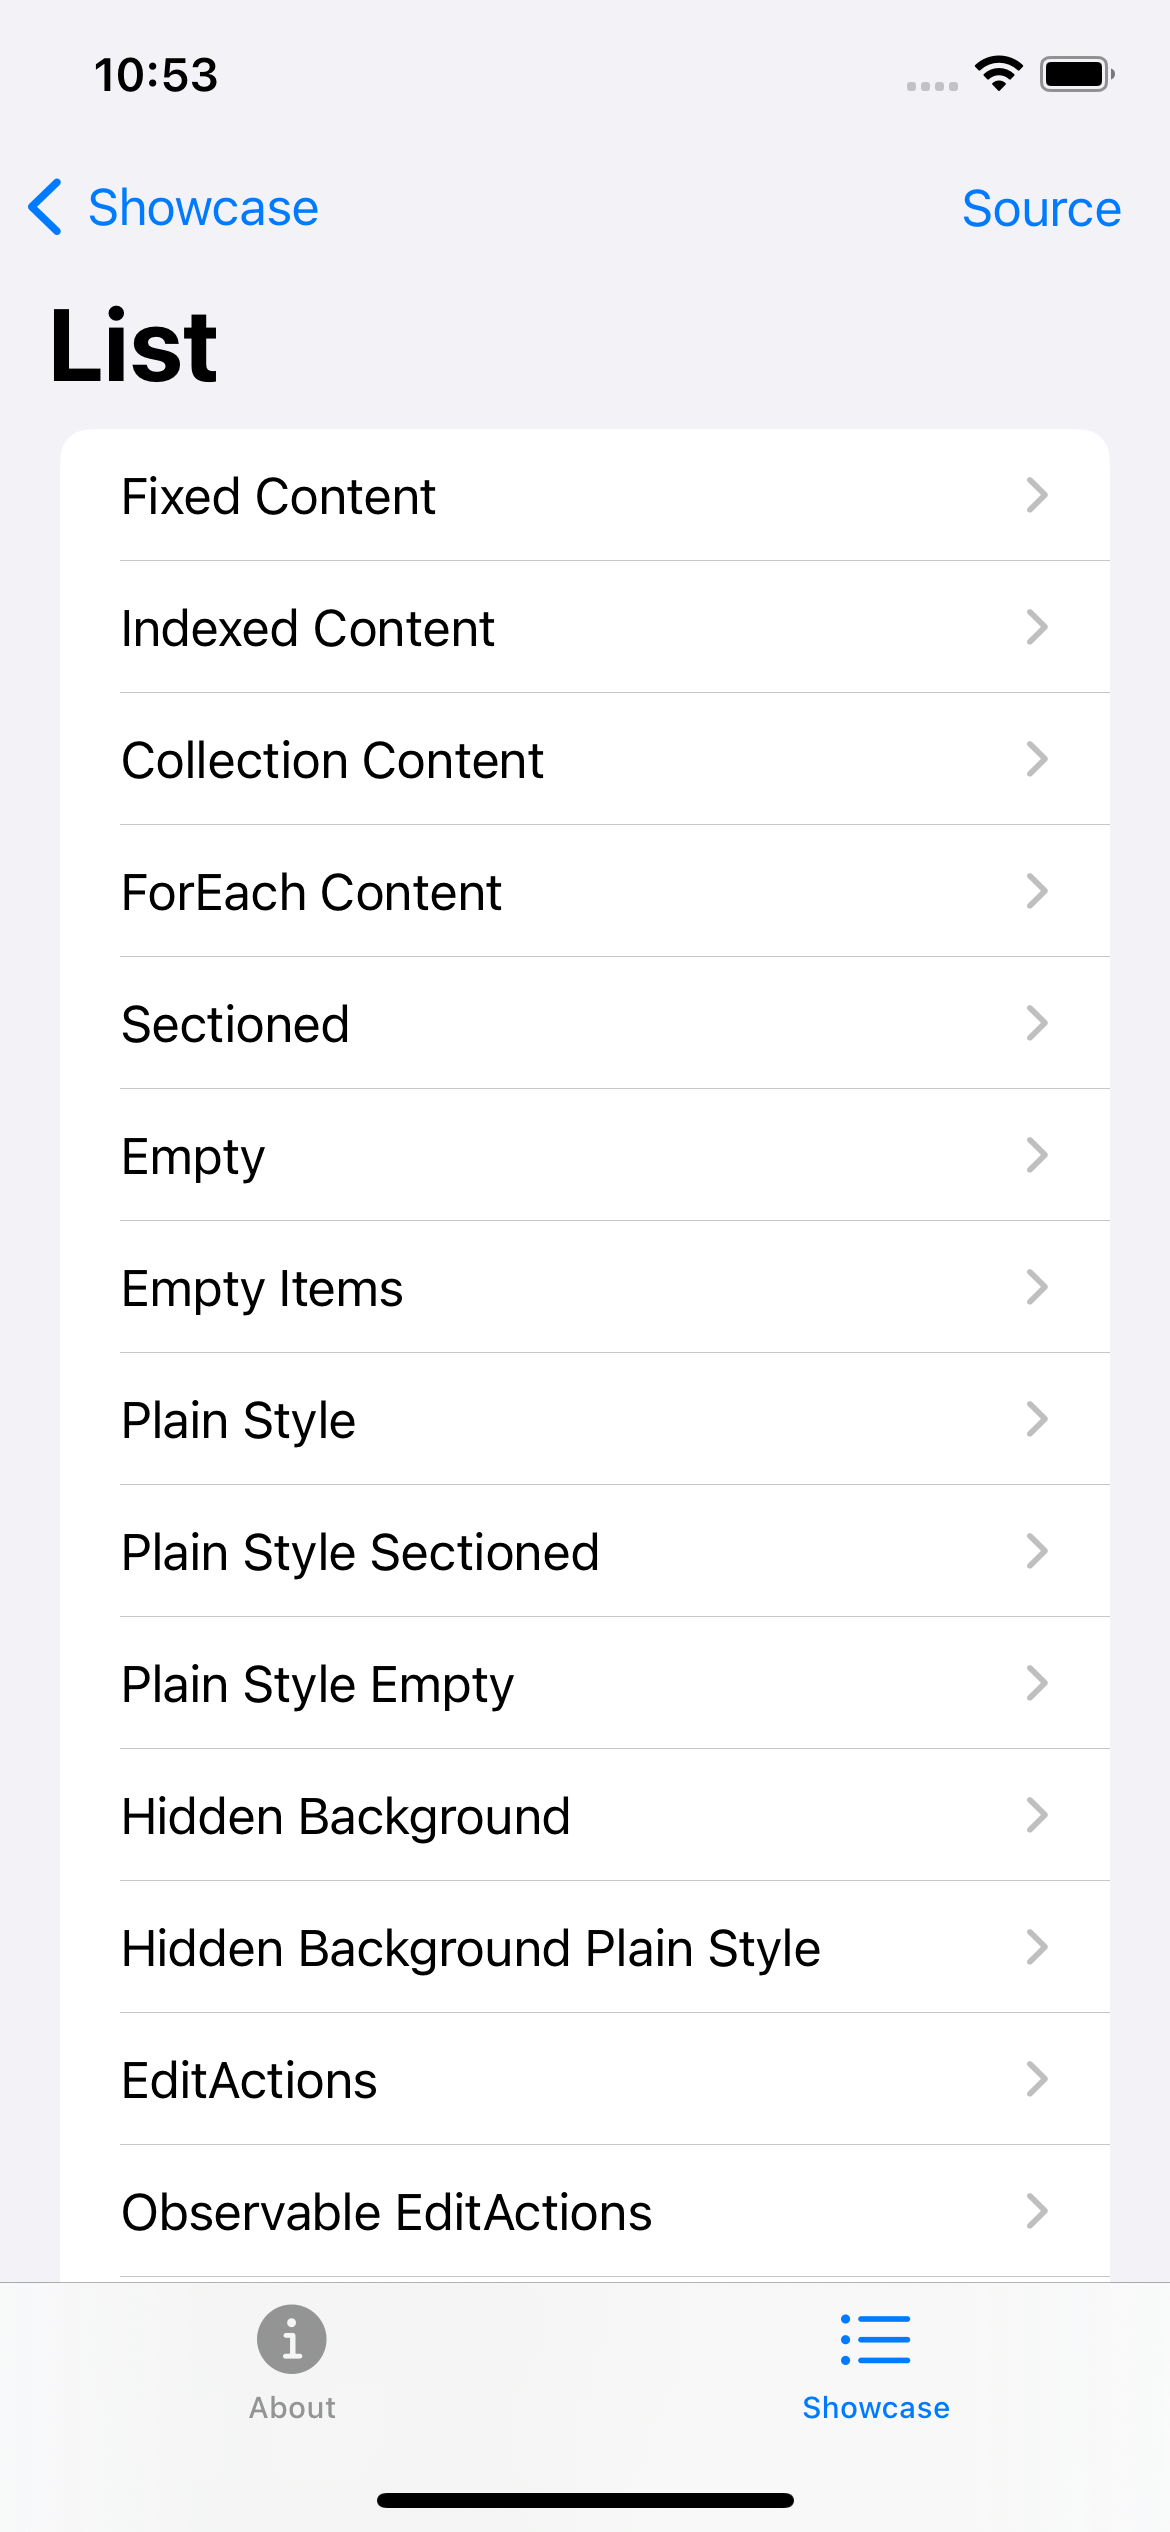 10:53
Showcase
Source
List
Fixed Content
Indexed Content
Collection Content
ForEach Content
Sectioned
Empty
Empty Items
Plain Style
Plain Style Sectioned
Plain Style Empty
Hidden Background
Hidden Background Plain Style
EditActions
Observable EditActions
About
Showcase